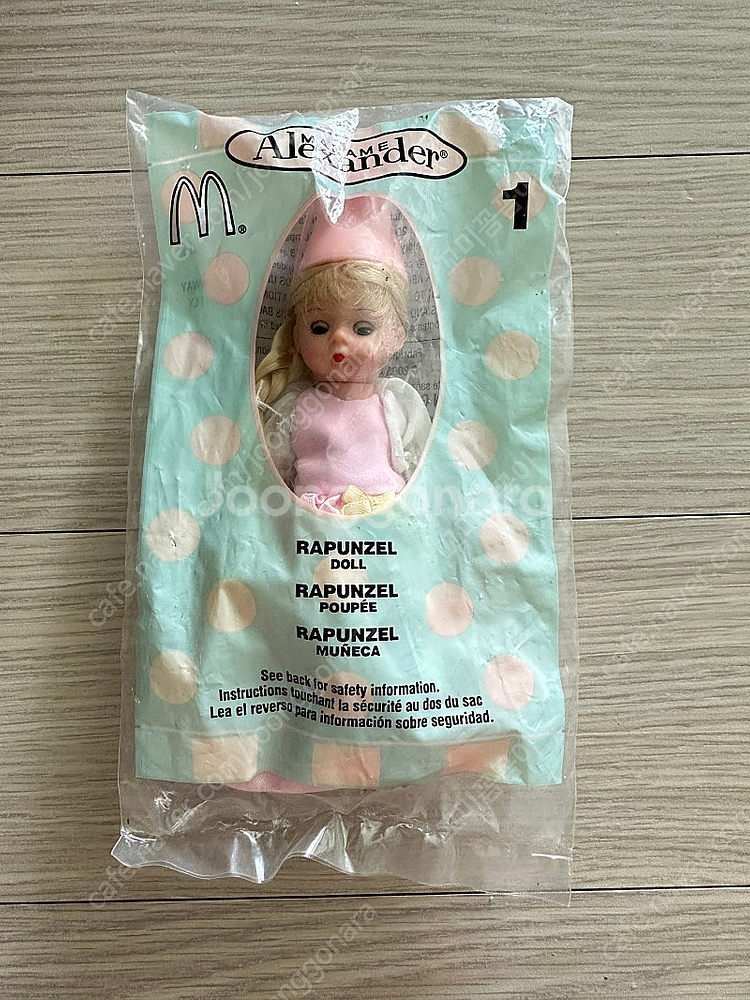 MADAME
Alexander®
M®
1
RAPUNZEL
DOLL
RAPUNZEL
POUPÉE
RAPUNZEL
MUÑECA
See back for safety information.
Instructions touchant la sécurité au dos du sac
Lea el reverso para información sobre seguridad.
Joonggonara